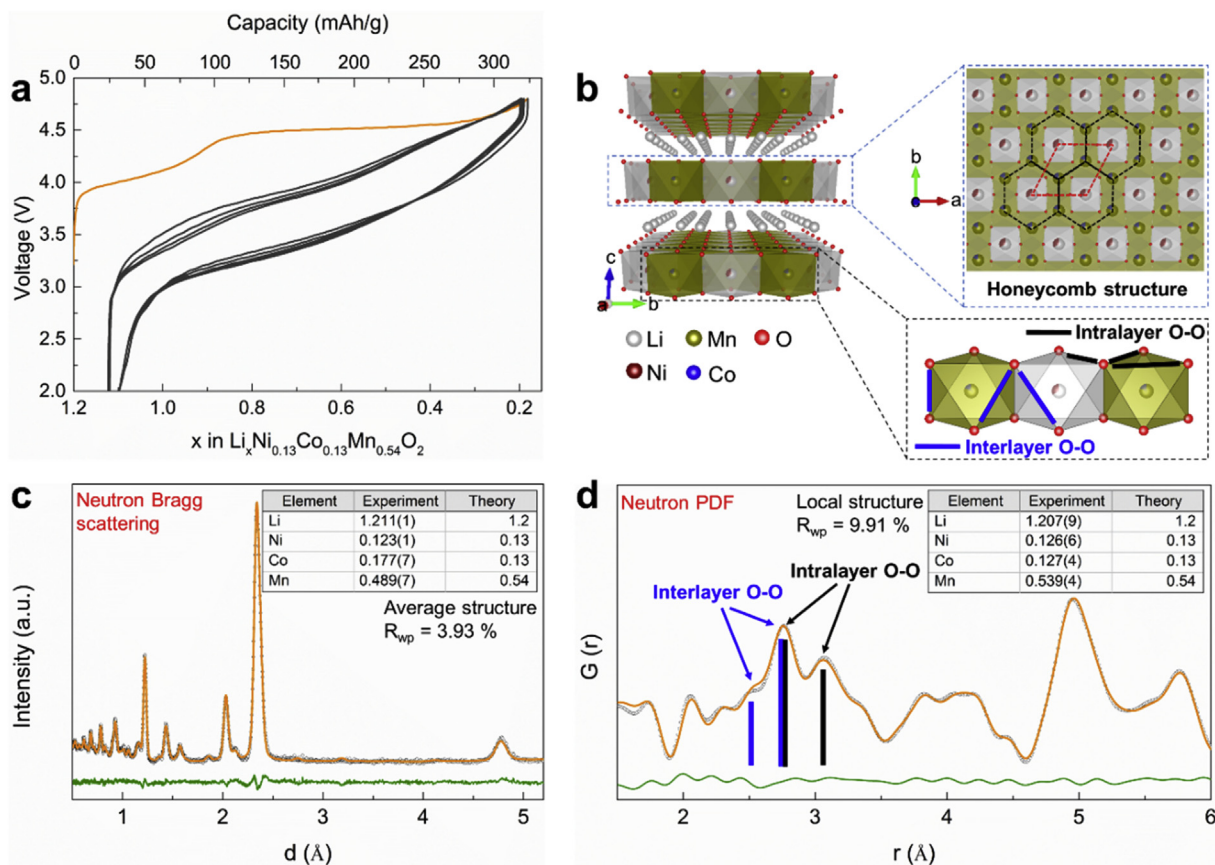 a
Capacity (mAh/g)
0 50 100 150 200 250 300
Voltage (V)
5.0
4.5
4.0
3.5
3.0
2.5
2.0
1.2 1.0 0.8 0.6 0.4 0.2
x in LiₓNi₀.₁₃Co₀.₁₃Mn₀.₅₄O₂
b
c
a
b
Li Mn O
Ni Co
b
a
Honeycomb structure
Intralayer O-O
Interlayer O-O
c
Neutron Bragg
scattering
Element Experiment Theory
Li 1.211(1) 1.2
Ni 0.123(1) 0.13
Co 0.177(7) 0.13
Mn 0.489(7) 0.54
Average structure
Rwp = 3.93 %
Intensity (a.u.)
1 2 3 4 5
d (Å)
d
Neutron PDF
Local structure
Rwp = 9.91 %
Element Experiment Theory
Li 1.207(9) 1.2
Ni 0.126(6) 0.13
Co 0.127(4) 0.13
Mn 0.539(4) 0.54
Intralayer O-O
Interlayer O-O
G (r)
2 3 4 5 6
r (Å)